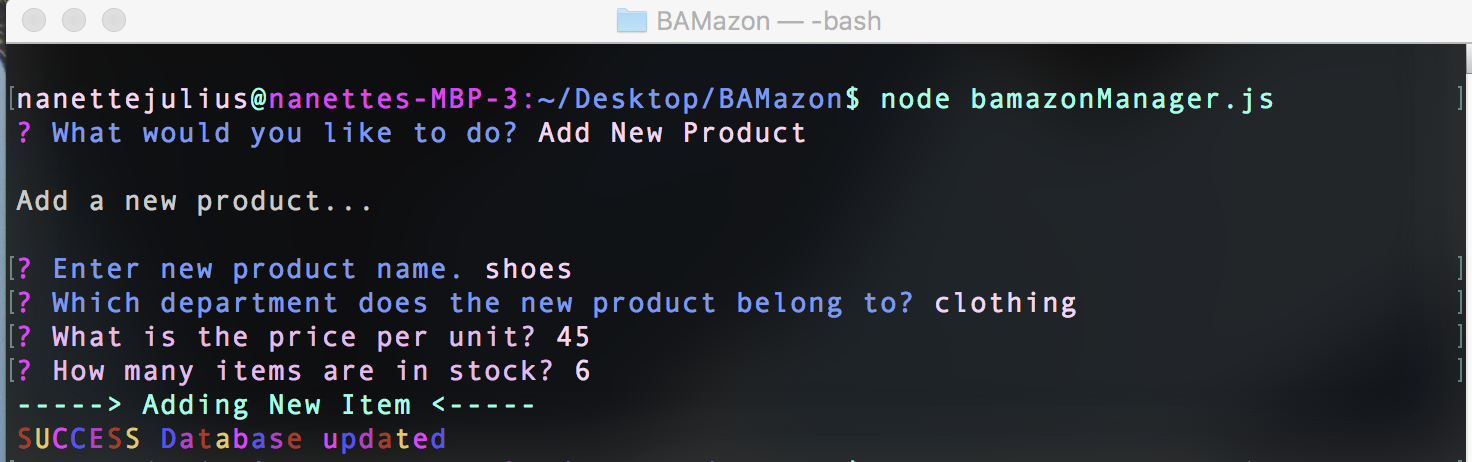 BAMazon — -bash
[nanettejulius@nanettes-MBP-3:~/Desktop/BAMazon$ node bamazonManager.js ]
? What would you like to do? Add New Product
Add a new product...
[? Enter new product name. shoes ]
[? Which department does the new product belong to? clothing ]
[? What is the price per unit? 45 ]
[? How many items are in stock? 6 ]
-----> Adding New Item <-----
SUCCESS Database updated